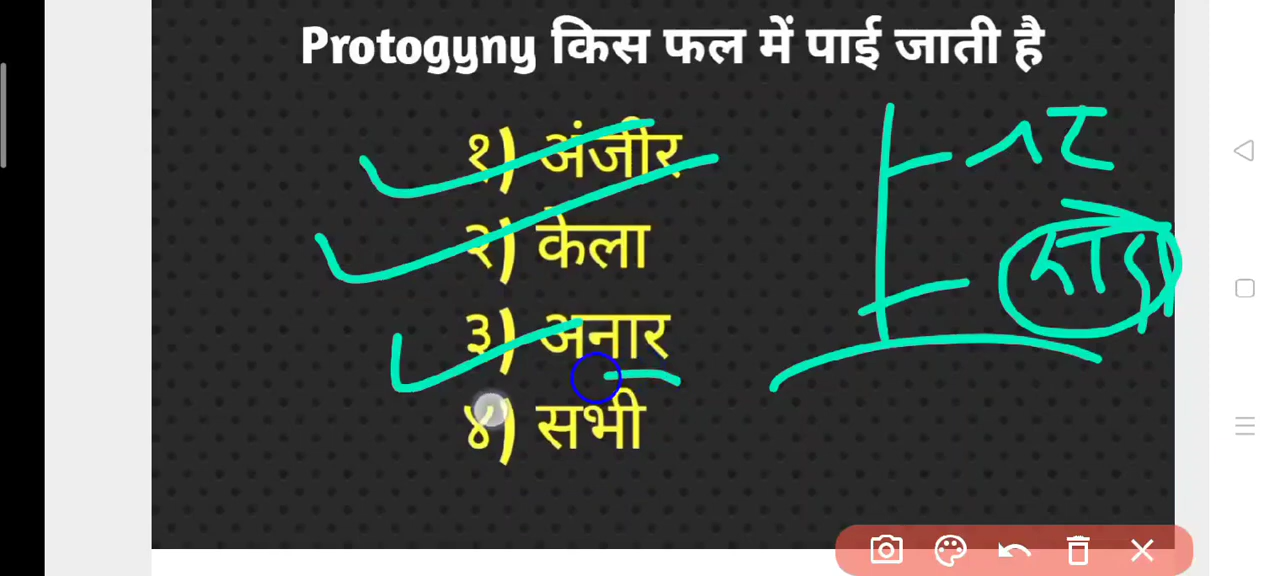 Protogyny किस फल में पाई जाती है
१) अंजीर
२) केला
३) अनार
४) सभी